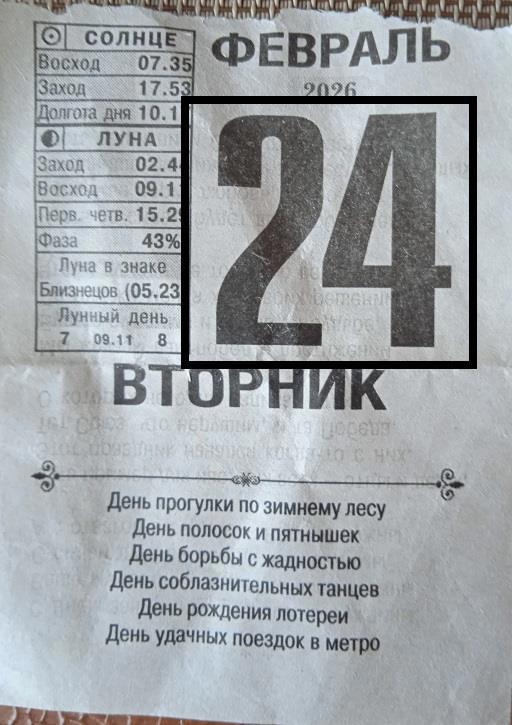 СОЛНЦЕ
Восход 07.35
Заход 17.53
Долгота дня 10.1
ЛУНА
Заход 02.4
Восход 09.1
Перв. четв. 15.29
Фаза 43%
Луна в знаке
Близнецов (05.23
Лунный день
7 09.11 8
ФЕВРАЛЬ
2026
24
ВТОРНИК
День прогулки по зимнему лесу
День полосок и пятнышек
День борьбы с жадностью
День соблазнительных танцев
День рождения лотереи
День удачных поездок в метро